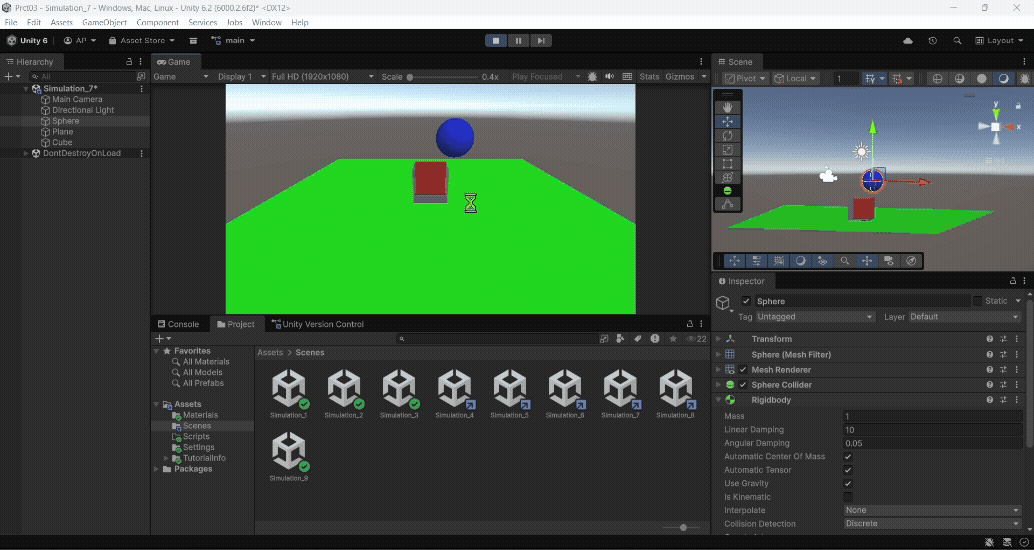 Prct03 - Simulation_7 - Windows, Mac, Linux - Unity 6.2 (6000.2.6f2)* <DX12>
File Edit Assets GameObject Component Services Jobs Window Help
Unity 6 AP Asset Store main Layout
Hierarchy
All
Simulation_7*
Main Camera
Directional Light
Sphere
Plane
Cube
DontDestroyOnLoad
Game
Game Display 1 Full HD (1920x1080) Scale 0.4x Play Focused Stats Gizmos
Scene
Pivot Local 1
y
x
Console Project Unity Version Control
All
22
Favorites
All Materials
All Models
All Prefabs
Assets
Materials
Scenes
Scripts
Settings
TutorialInfo
Packages
Assets > Scenes
Simulation_1 Simulation_2 Simulation_3 Simulation_4 Simulation_5 Simulation_6 Simulation_7 Simulation_8
Simulation_9
Inspector
Sphere Static
Tag Untagged Layer Default
Transform
Sphere (Mesh Filter)
Mesh Renderer
Sphere Collider
Rigidbody
Mass 1
Linear Damping 10
Angular Damping 0.05
Automatic Center Of Mass
Automatic Tensor
Use Gravity
Is Kinematic
Interpolate None
Collision Detection Discrete